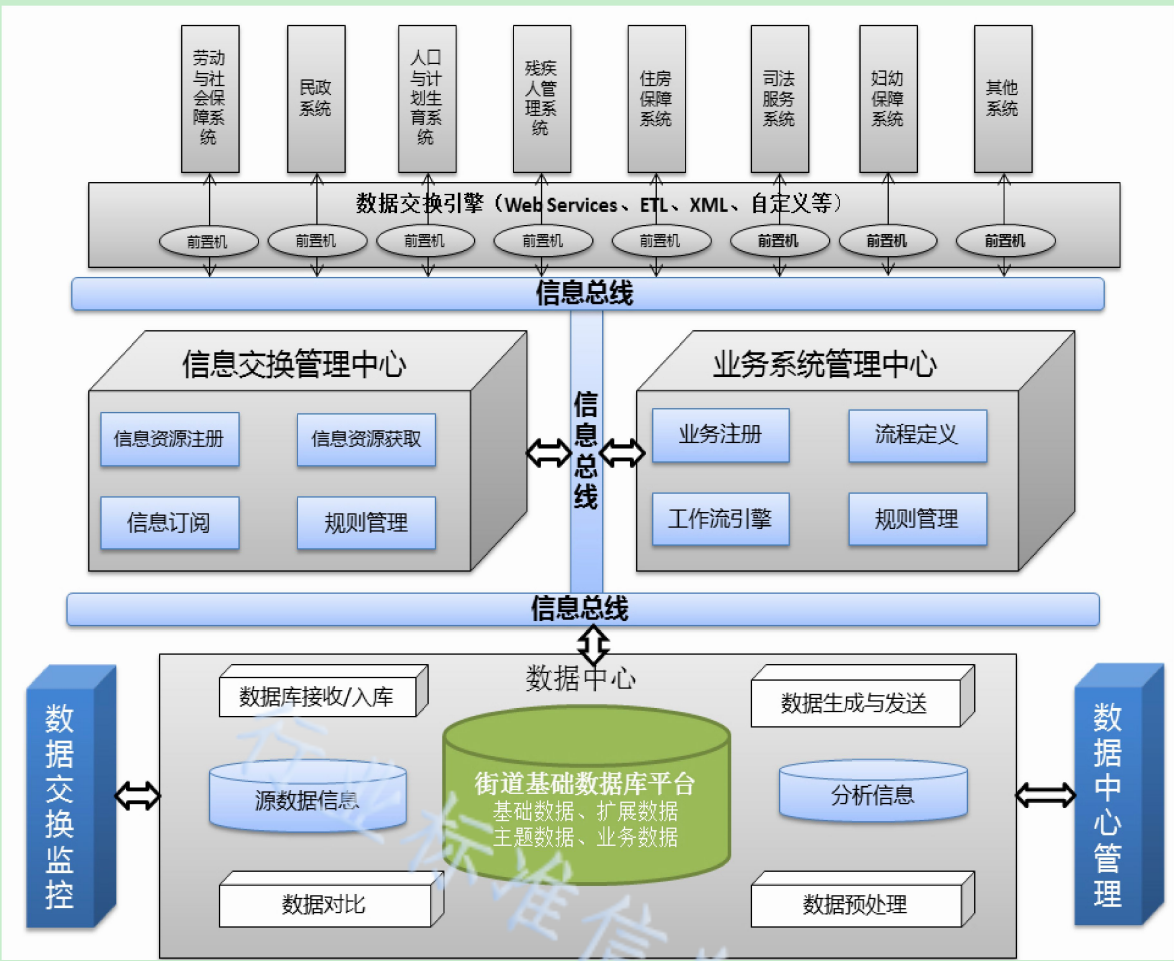 劳动
与社
会保
障系
统
民政
系统
人口
与计
划生
育系
统
残疾
人管
理系
统
住房
保障
系统
司法
服务
系统
妇幼
保障
系统
其他
系统
数据交换引擎（Web Services、ETL、XML、自定义等）
前置机
前置机
前置机
前置机
前置机
前置机
前置机
前置机
信息总线
信息交换管理中心
信息资源注册
信息资源获取
信息订阅
规则管理
信
息
总
线
业务系统管理中心
业务注册
流程定义
工作流引擎
规则管理
信息总线
数据交换监控
数据中心
数据库接收/入库
数据生成与发送
源数据信息
街道基础数据库平台
基础数据、扩展数据
主题数据、业务数据
分析信息
数据对比
数据预处理
数据中心管理
行业标准信